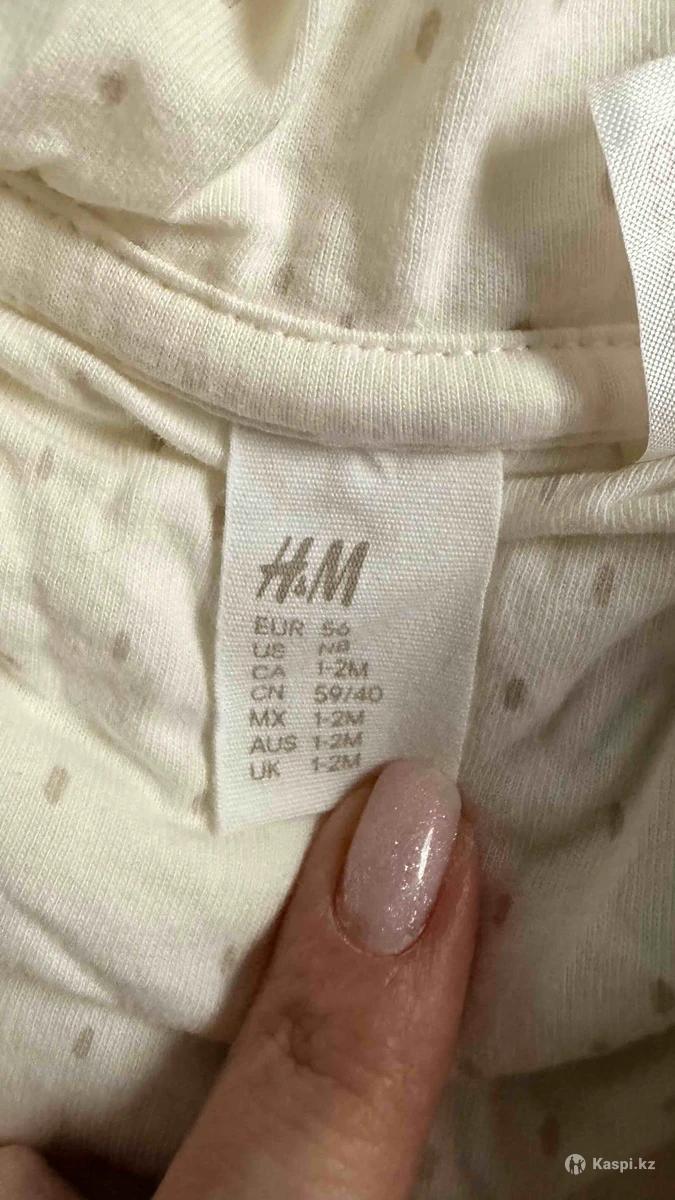 H&M
EUR 56
US NB
CA 1-2M
CN 59/40
MX 1-2M
AUS 1-2M
UK 1-2M
Kaspi.kz